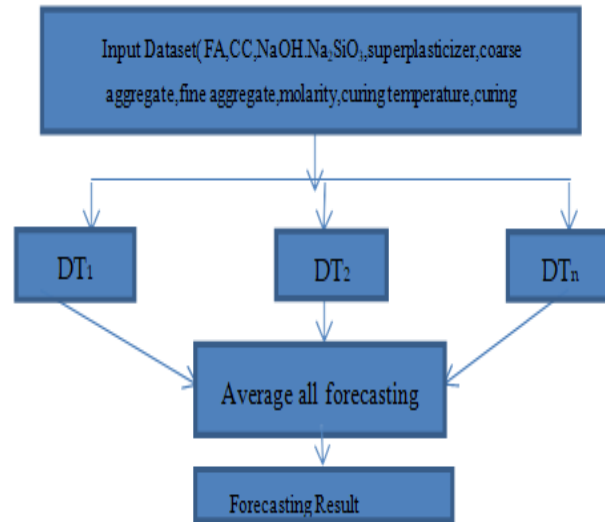 Input Dataset( FA,CC,NaOH.Na₂SiO₃,superplasticizer,coarse
aggregate,fine aggregate,molarity,curing temperature,curing
DT₁
DT₂
DTₙ
Average all forecasting
Forecasting Result